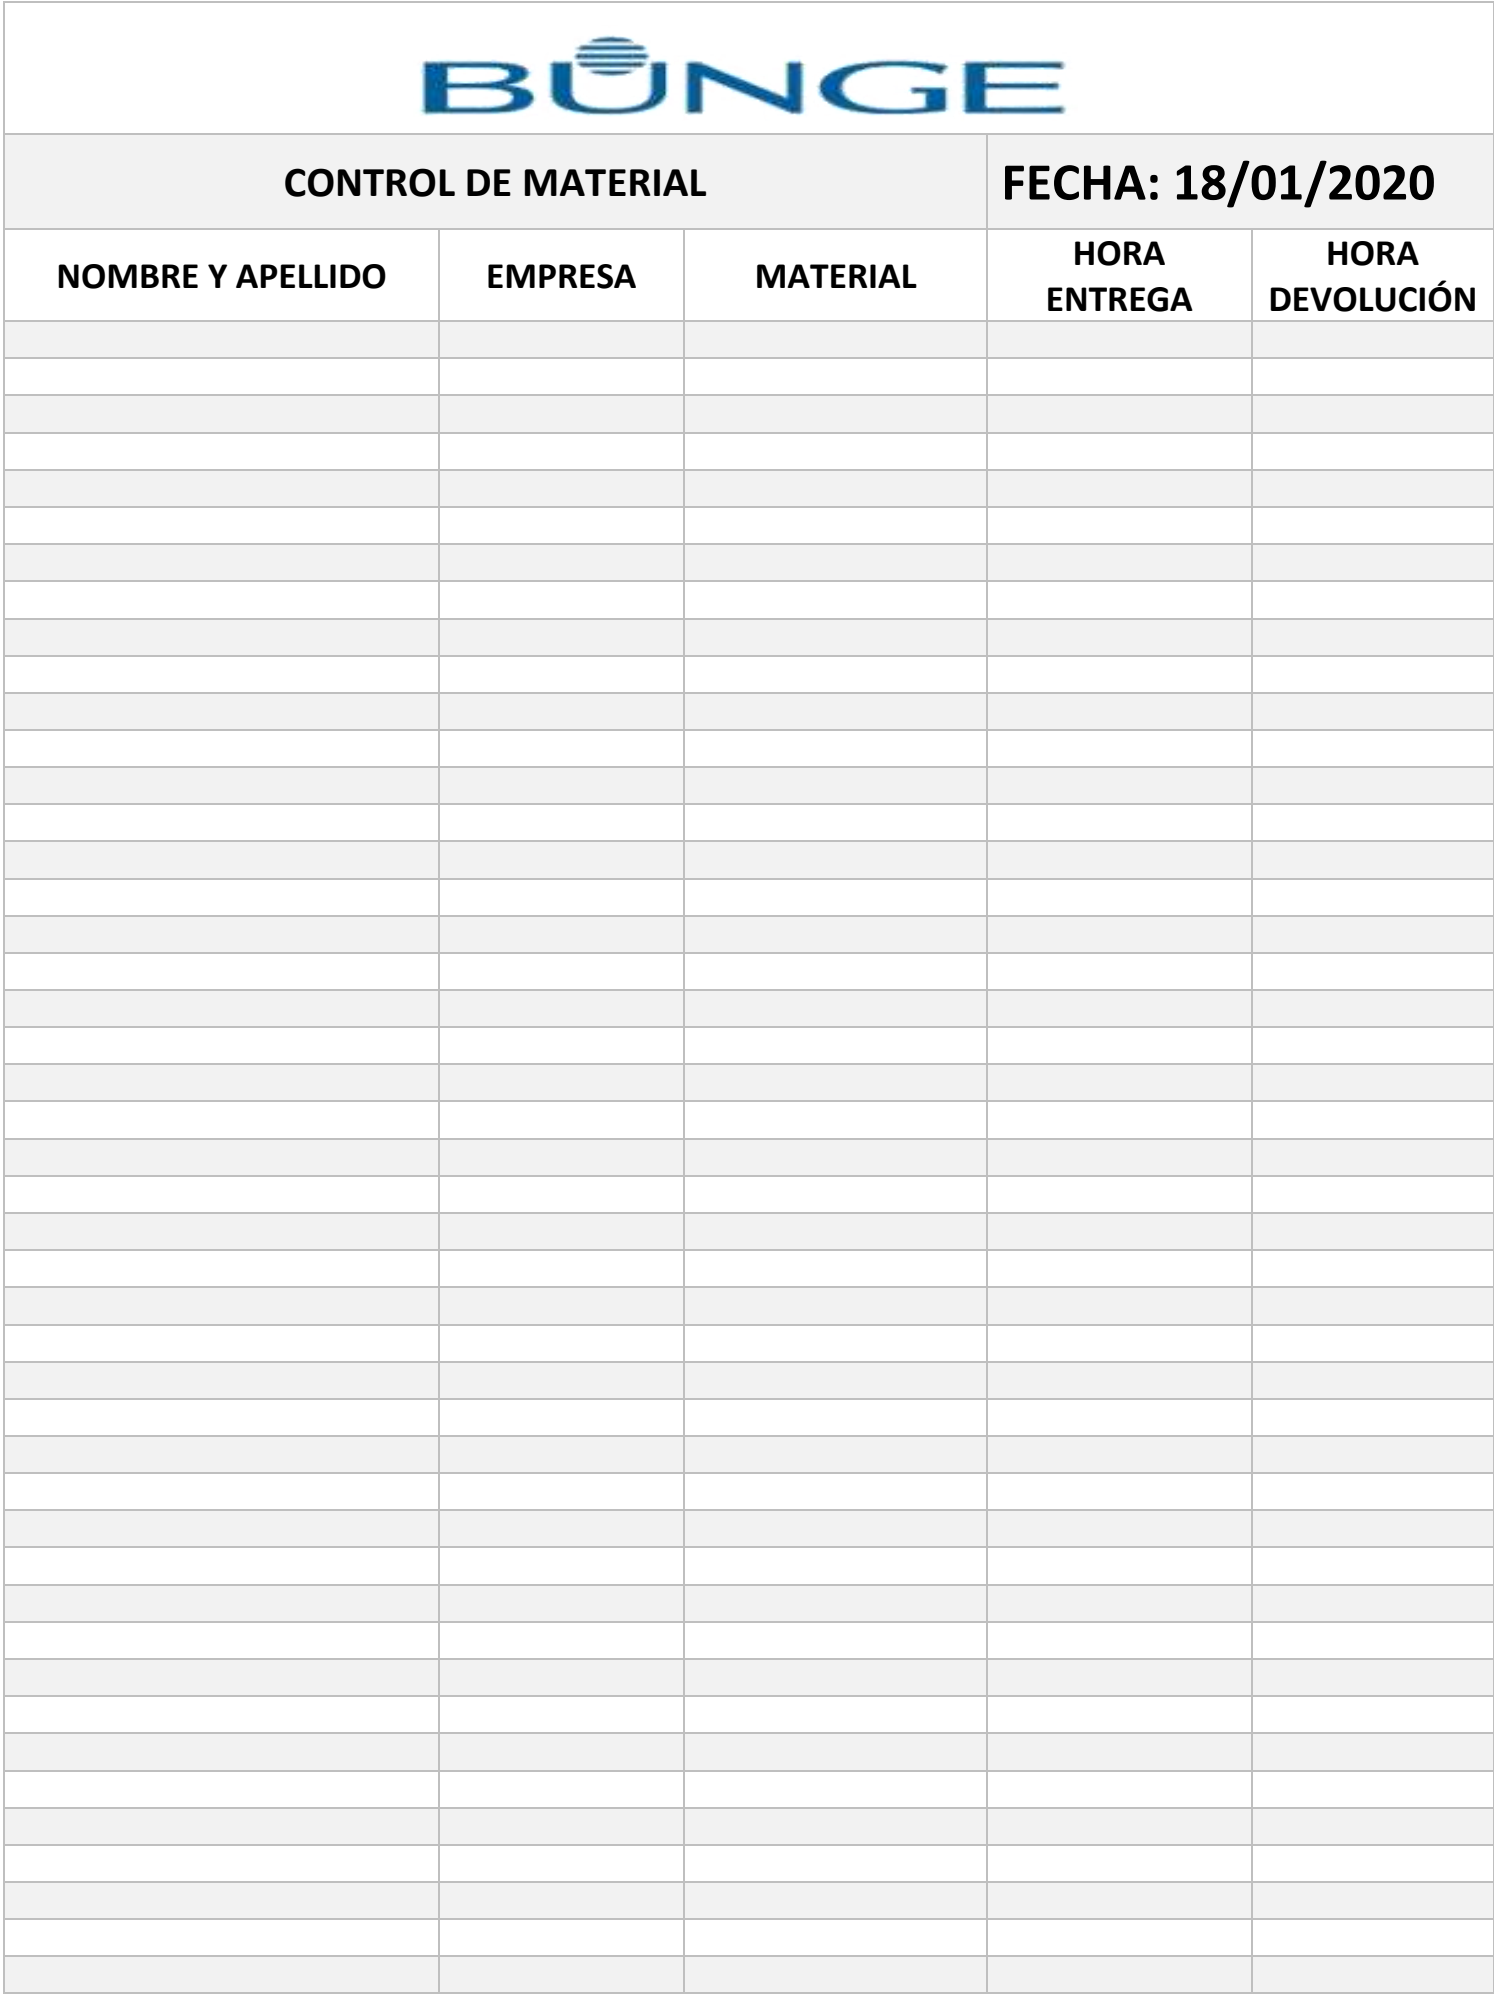 BUNGE
CONTROL DE MATERIAL
FECHA: 18/01/2020
NOMBRE Y APELLIDO
EMPRESA
MATERIAL
HORA
ENTREGA
HORA
DEVOLUCIÓN